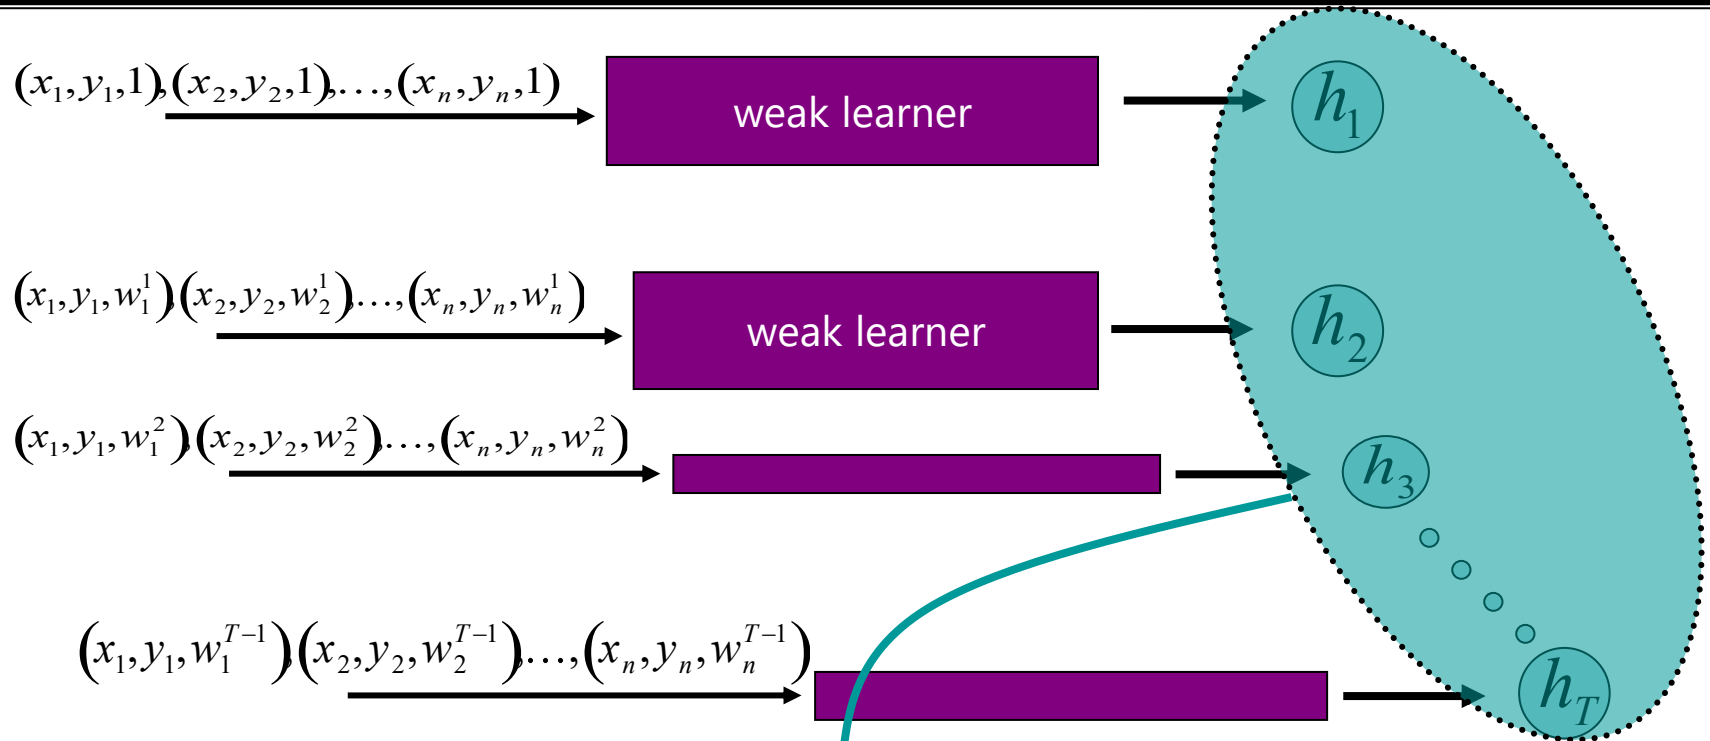 (x₁,y₁,1),(x₂,y₂,1),…,(xₙ,yₙ,1) weak learner h₁
(x₁,y₁,w₁¹),(x₂,y₂,w₂¹),…,(xₙ,yₙ,wₙ¹) weak learner h₂
(x₁,y₁,w₁²),(x₂,y₂,w₂²),…,(xₙ,yₙ,wₙ²) h₃
(x₁,y₁,w₁ᵀ⁻¹),(x₂,y₂,w₂ᵀ⁻¹),…,(xₙ,yₙ,wₙᵀ⁻¹) h_T